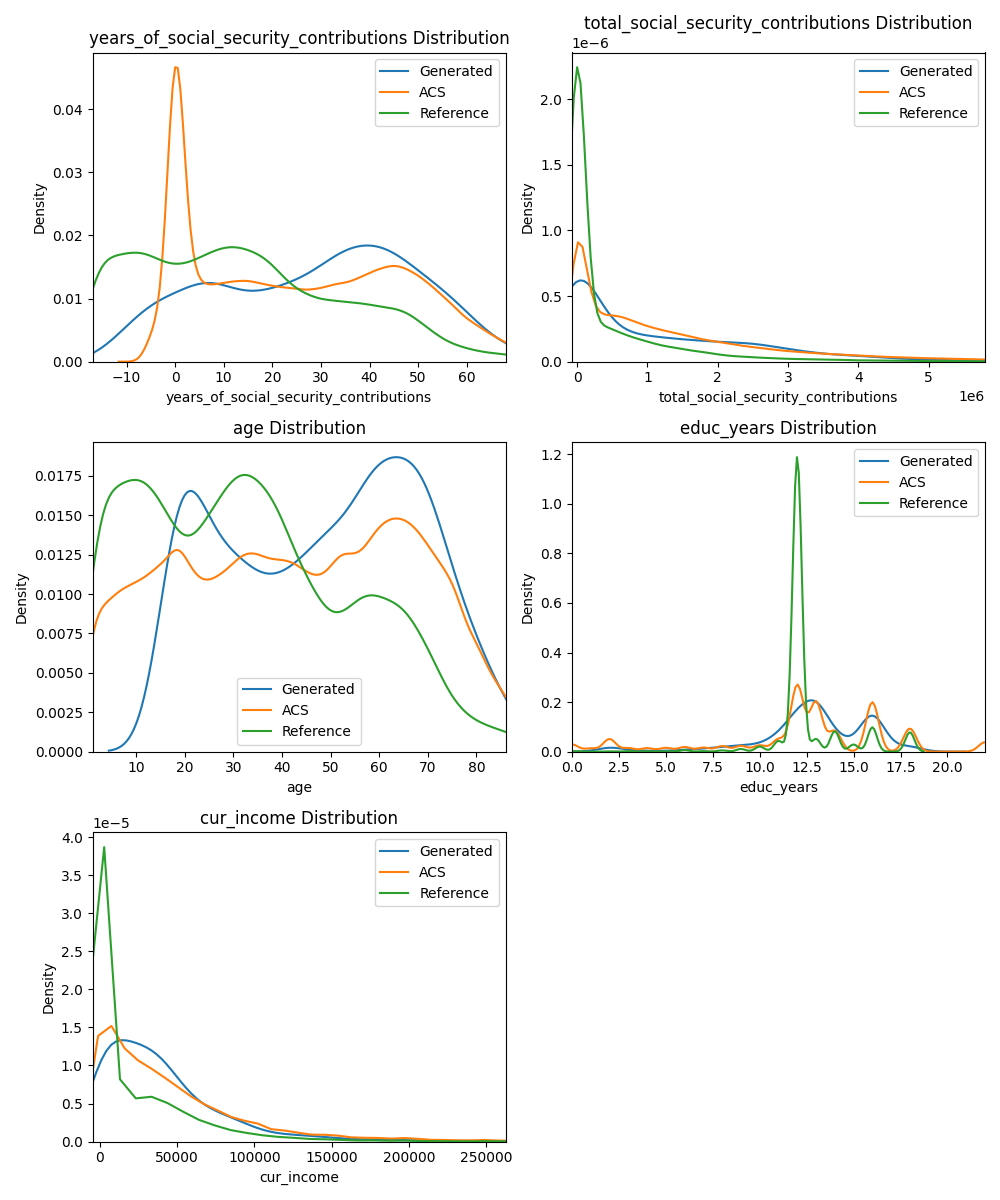 years_of_social_security_contributions Distribution
Generated
ACS
Reference
0.04
0.03
0.02
0.01
0.00
Density
−10 0 10 20 30 40 50 60
years_of_social_security_contributions
total_social_security_contributions Distribution
1e−6
Generated
ACS
Reference
2.0
1.5
1.0
0.5
0.0
Density
0 1 2 3 4 5
1e6
total_social_security_contributions
age Distribution
0.0175
0.0150
0.0125
0.0100
0.0075
0.0050
0.0025
0.0000
Density
Generated
ACS
Reference
10 20 30 40 50 60 70 80
age
educ_years Distribution
Generated
ACS
Reference
1.2
1.0
0.8
0.6
0.4
0.2
0.0
Density
0.0 2.5 5.0 7.5 10.0 12.5 15.0 17.5 20.0
educ_years
cur_income Distribution
1e−5
Generated
ACS
Reference
4.0
3.5
3.0
2.5
2.0
1.5
1.0
0.5
0.0
Density
0 50000 100000 150000 200000 250000
cur_income